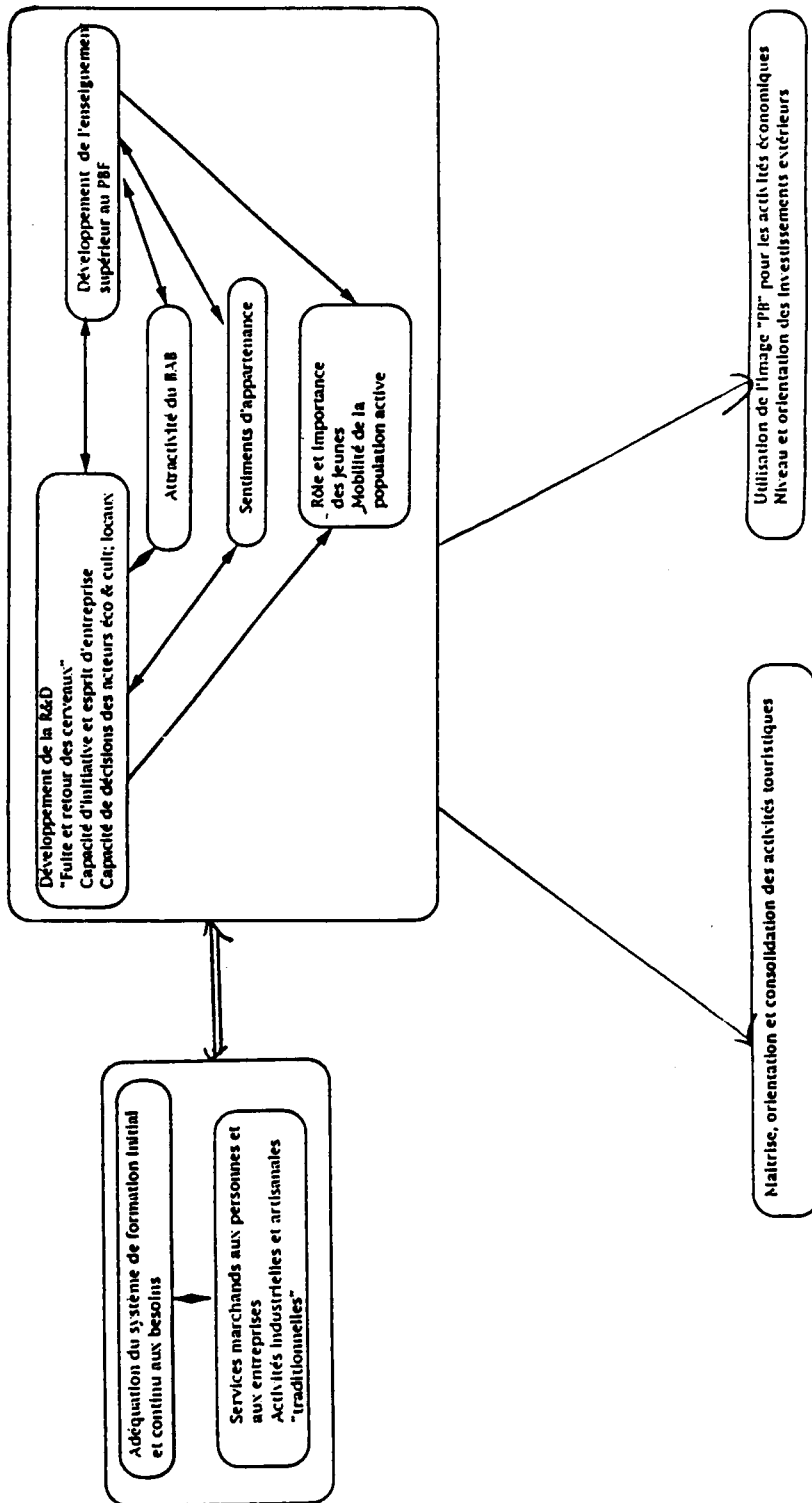 Adéquation du système de formation initial
et continu aux besoins
Services marchands aux personnes et
aux entreprises
Activités industrielles et artisanales
"traditionnelles"
Développement de la R&D
"Fuite et retour des cerveaux"
Capacité d'initiative et esprit d'entreprise
Capacité de décisions des acteurs éco & cult; locaux
Développement de l'enseignement
supérieur au PBF
Attractivité du BAB
Sentiments d'appartenance
Rôle et importance
des jeunes
Mobilité de la
population active
Maîtrise, orientation et consolidation des activités touristiques
Utilisation de l'image "PB" pour les activités économiques
Niveau et orientation des investissements extérieurs